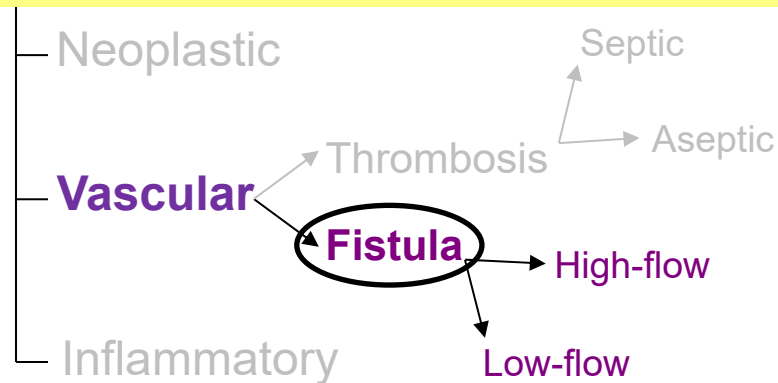 Neoplastic
Septic
Thrombosis
Aseptic
Vascular
Fistula
High-flow
Low-flow
Inflammatory